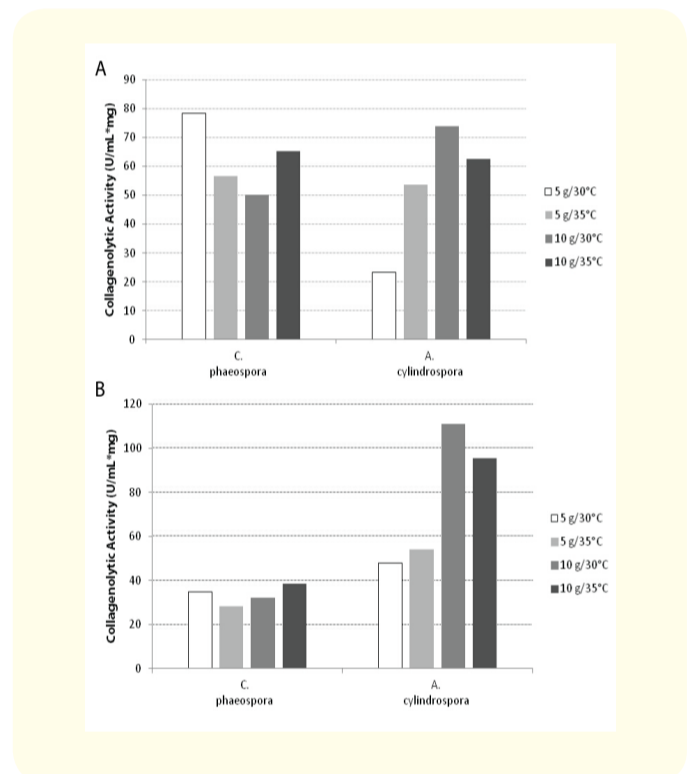 A
Collagenolytic Activity (U/mL*mg)
90
80
70
60
50
40
30
20
10
0
C.
phaeospora
A.
cylindrospora
5 g/30°C
5 g/35°C
10 g/30°C
10 g/35°C
B
Collagenolytic Activity (U/mL*mg)
120
100
80
60
40
20
0
C.
phaeospora
A.
cylindrospora
5 g/30°C
5 g/35°C
10 g/30°C
10 g/35°C